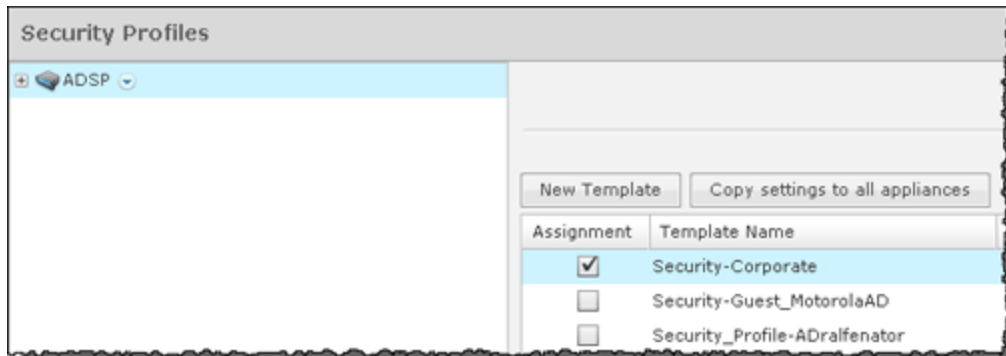 Security Profiles
ADSP
New Template Copy settings to all appliances
Assignment Template Name
Security-Corporate
Security-Guest_MotorolaAD
Security_Profile-ADralfenator